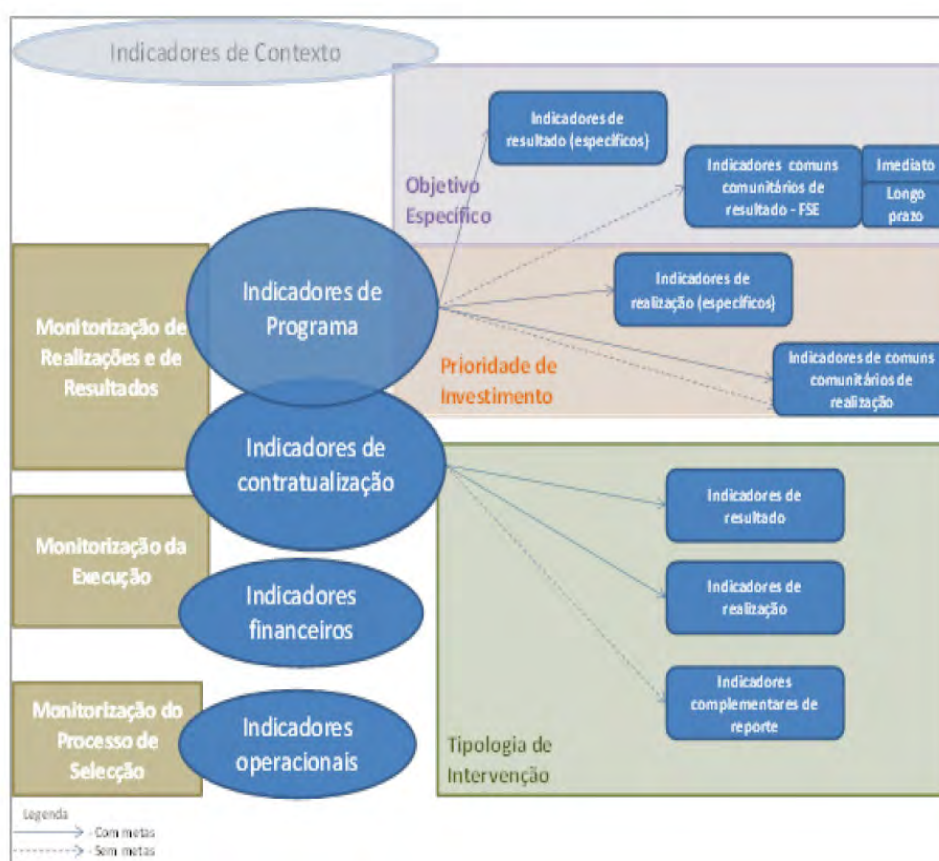 Indicadores de Contexto
Indicadores de
resultado (específicos)
Indicadores comuns
comunitários de
resultado - FSE
Imediato
Longo
prazo
Objetivo
Específico
Monitorização de
Realizações e de
Resultados
Indicadores de
Programa
Indicadores de
realização (específicos)
Prioridade de
Investimento
Indicadores de comuns
comunitários de
realização
Indicadores de
contratualização
Indicadores de
resultado
Monitorização da
Execução
Indicadores
financeiros
Indicadores de
realização
Monitorização do
Processo de
Selecção
Indicadores
operacionais
Indicadores
complementares de
reporte
Tipologia de
Intervenção
Legenda
- Com metas
- Sem metas